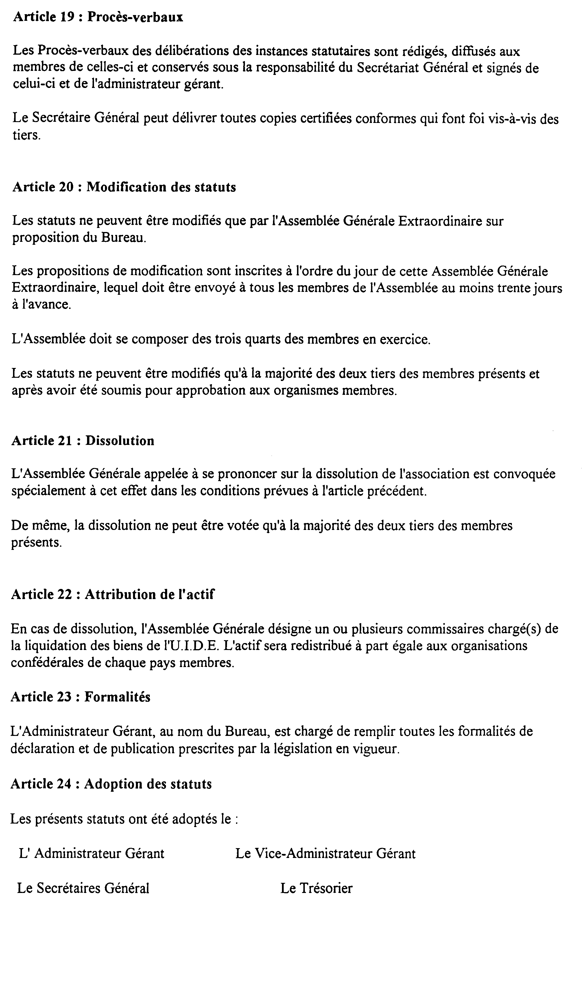 Article 19 : Procès-verbaux
Les Procès-verbaux des délibérations des instances statutaires sont rédigés, diffusés aux
membres de celles-ci et conservés sous la responsabilité du Secrétariat Général et signés de
celui-ci et de l'administrateur gérant.
Le Secrétaire Général peut délivrer toutes copies certifiées conformes qui font foi vis-à-vis des
tiers.
Article 20 : Modification des statuts
Les statuts ne peuvent être modifiés que par l'Assemblée Générale Extraordinaire sur
proposition du Bureau.
Les propositions de modification sont inscrites à l'ordre du jour de cette Assemblée Générale
Extraordinaire, lequel doit être envoyé à tous les membres de l'Assemblée au moins trente jours
à l'avance.
L'Assemblée doit se composer des trois quarts des membres en exercice.
Les statuts ne peuvent être modifiés qu'à la majorité des deux tiers des membres présents et
après avoir été soumis pour approbation aux organismes membres.
Article 21 : Dissolution
L'Assemblée Générale appelée à se prononcer sur la dissolution de l'association est convoquée
spécialement à cet effet dans les conditions prévues à l'article précédent.
De même, la dissolution ne peut être votée qu'à la majorité des deux tiers des membres
présents.
Article 22 : Attribution de l'actif
En cas de dissolution, l'Assemblée Générale désigne un ou plusieurs commissaires chargé(s) de
la liquidation des biens de l'U.I.D.E. L'actif sera redistribué à part égale aux organisations
confédérales de chaque pays membres.
Article 23 : Formalités
L'Administrateur Gérant, au nom du Bureau, est chargé de remplir toutes les formalités de
déclaration et de publication prescrites par la législation en vigueur.
Article 24 : Adoption des statuts
Les présents statuts ont été adoptés le :
L' Administrateur Gérant Le Vice-Administrateur Gérant
Le Secrétaires Général Le Trésorier